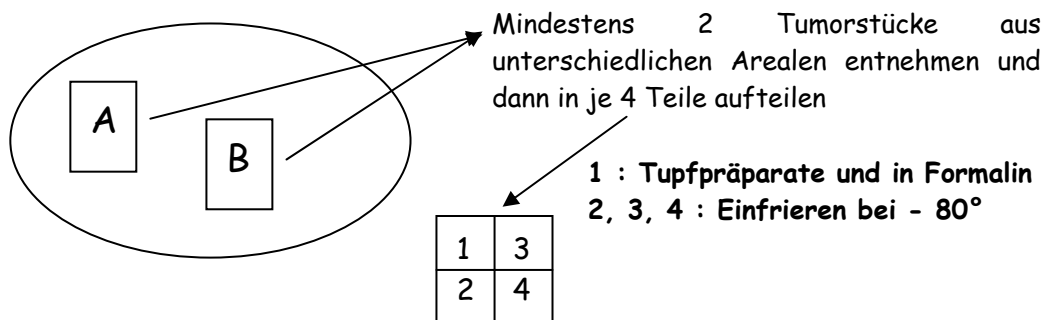 Mindestens 2 Tumorstücke aus
unterschiedlichen Arealen entnehmen und
dann in je 4 Teile aufteilen
A
B
1 : Tupfpräparate und in Formalin
2, 3, 4 : Einfrieren bei - 80°
1 3
2 4